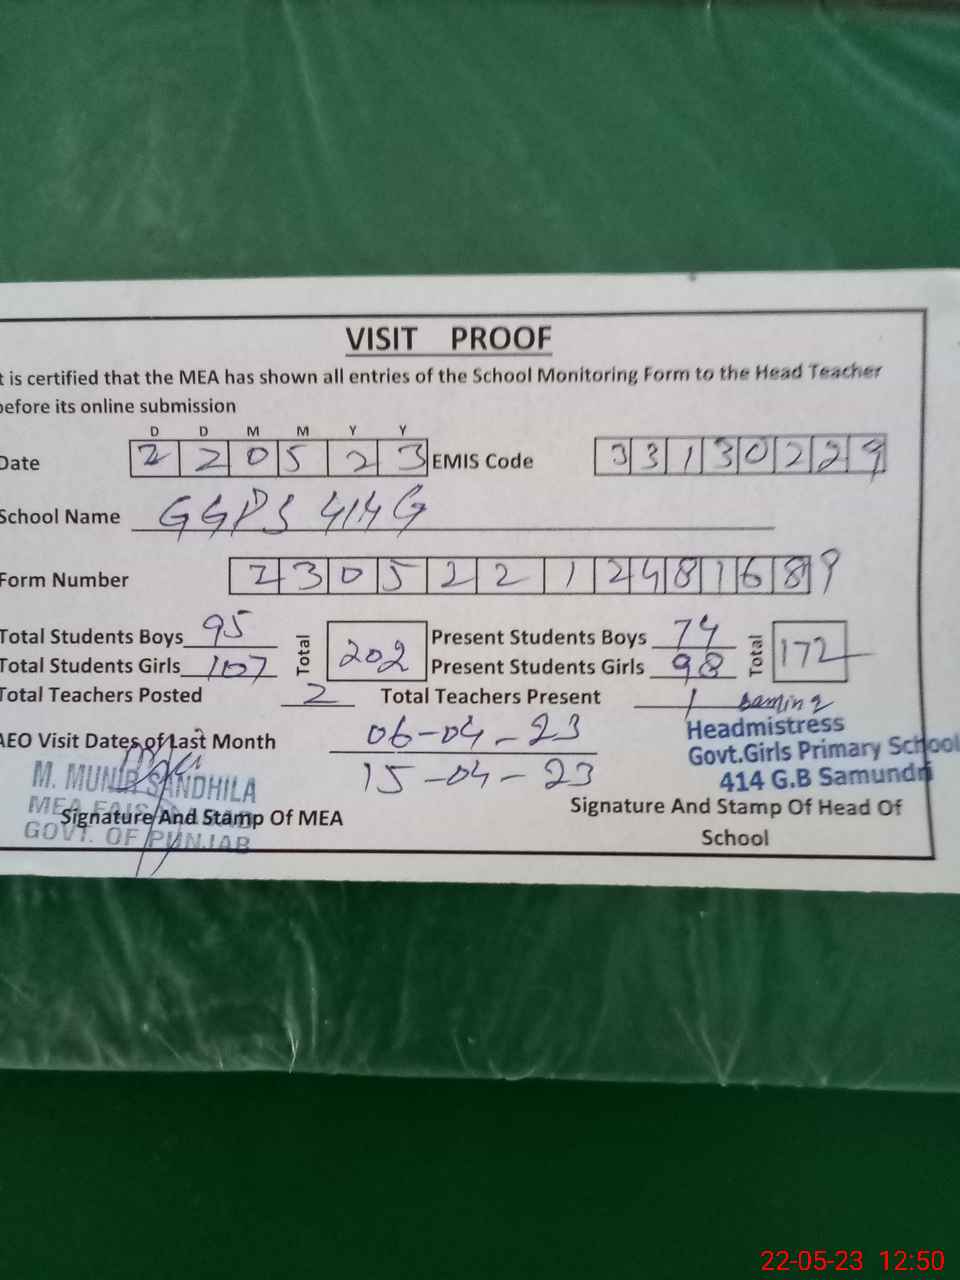 VISIT PROOF
t is certified that the MEA has shown all entries of the School Monitoring Form to the Head Teacher
before its online submission
D D M M Y Y
Date 2 2 0 5 2 3 EMIS Code 3 3 1 3 0 2 2 9
School Name GGPS 414 G
Form Number 2 3 0 5 2 2 1 2 4 8 1 6 8 9
Total Students Boys 95 Total 202 Present Students Boys 74 Total 172
Total Students Girls 107 Present Students Girls 98
Total Teachers Posted 2 Total Teachers Present 1
AEO Visit Dates of Last Month 06-04-23
15-04-23
Headmistress
Govt.Girls Primary School
414 G.B Samundri
M. MUNIR SANDHILA
MEA FAISALABAD
GOVT. OF PUNJAB
Signature And Stamp Of MEA
Signature And Stamp Of Head Of
School
22-05-23 12:50